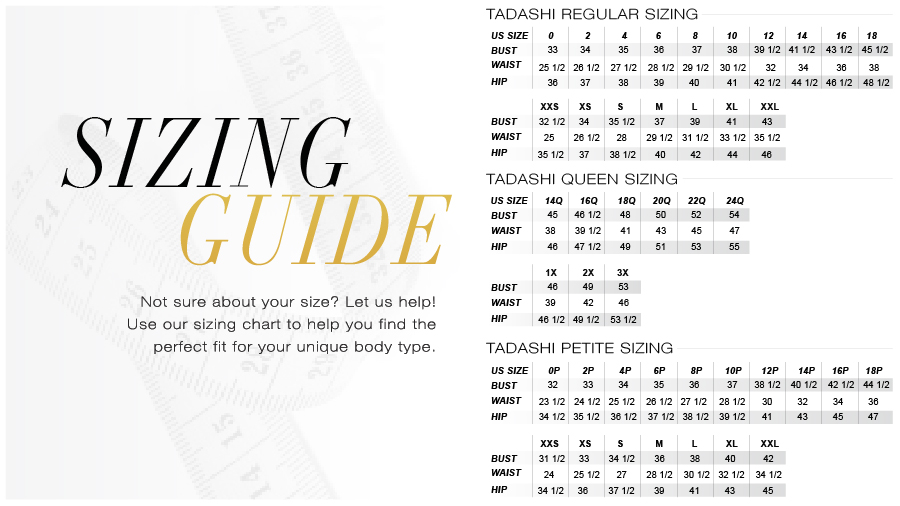 SIZING
GUIDE
Not sure about your size? Let us help!
Use our sizing chart to help you find the
perfect fit for your unique body type.
TADASHI REGULAR SIZING
US SIZE 0 2 4 6 8 10 12 14 16 18
BUST 33 34 35 36 37 38 39 1/2 41 1/2 43 1/2 45 1/2
WAIST 25 1/2 26 1/2 27 1/2 28 1/2 29 1/2 30 1/2 32 34 36 38
HIP 36 37 38 39 40 41 42 1/2 44 1/2 46 1/2 48 1/2
XXS XS S M L XL XXL
BUST 32 1/2 34 35 1/2 37 39 41 43
WAIST 25 26 1/2 28 29 1/2 31 1/2 33 1/2 35 1/2
HIP 35 1/2 37 38 1/2 40 42 44 46
TADASHI QUEEN SIZING
US SIZE 14Q 16Q 18Q 20Q 22Q 24Q
BUST 45 46 1/2 48 50 52 54
WAIST 38 39 1/2 41 43 45 47
HIP 46 47 1/2 49 51 53 55
1X 2X 3X
BUST 46 49 53
WAIST 39 42 46
HIP 46 1/2 49 1/2 53 1/2
TADASHI PETITE SIZING
US SIZE 0P 2P 4P 6P 8P 10P 12P 14P 16P 18P
BUST 32 33 34 35 36 37 38 1/2 40 1/2 42 1/2 44 1/2
WAIST 23 1/2 24 1/2 25 1/2 26 1/2 27 1/2 28 1/2 30 32 34 36
HIP 34 1/2 35 1/2 36 1/2 37 1/2 38 1/2 39 1/2 41 43 45 47
XXS XS S M L XL XXL
BUST 31 1/2 33 34 1/2 36 38 40 42
WAIST 24 25 1/2 27 28 1/2 30 1/2 32 1/2 34 1/2
HIP 34 1/2 36 37 1/2 39 41 43 45